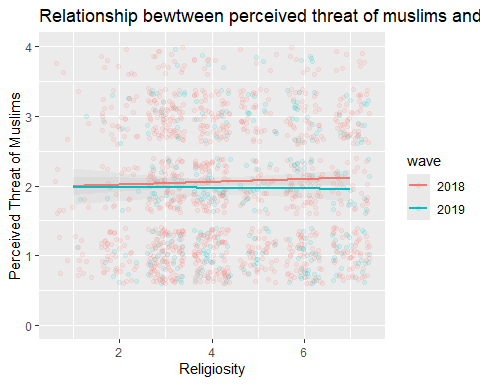 Relationship bewtween perceived threat of muslims and
Perceived Threat of Muslims
4
3
2
1
0
2
4
6
Religiosity
wave
2018
2019